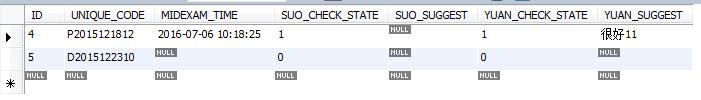 ID UNIQUE_CODE MIDEXAM_TIME SUO_CHECK_STATE SUO_SUGGEST YUAN_CHECK_STATE YUAN_SUGGEST
4 P2015121812 2016-07-06 10:18:25 1 NULL 1 很好11
5 D2015122310 NULL 0 NULL 0 NULL
NULL NULL NULL NULL NULL NULL NULL